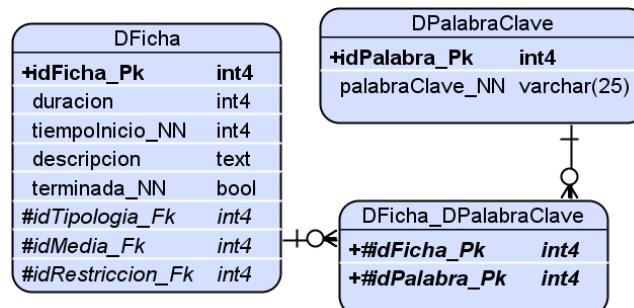 DFicha
+idFicha_Pk int4
duracion int4
tiempoInicio_NN int4
descripcion text
terminada_NN bool
#idTipologia_Fk int4
#idMedia_Fk int4
#idRestriccion_Fk int4
DPalabraClave
+idPalabra_Pk int4
palabraClave_NN varchar(25)
DFicha_DPalabraClave
+#idFicha_Pk int4
+#idPalabra_Pk int4